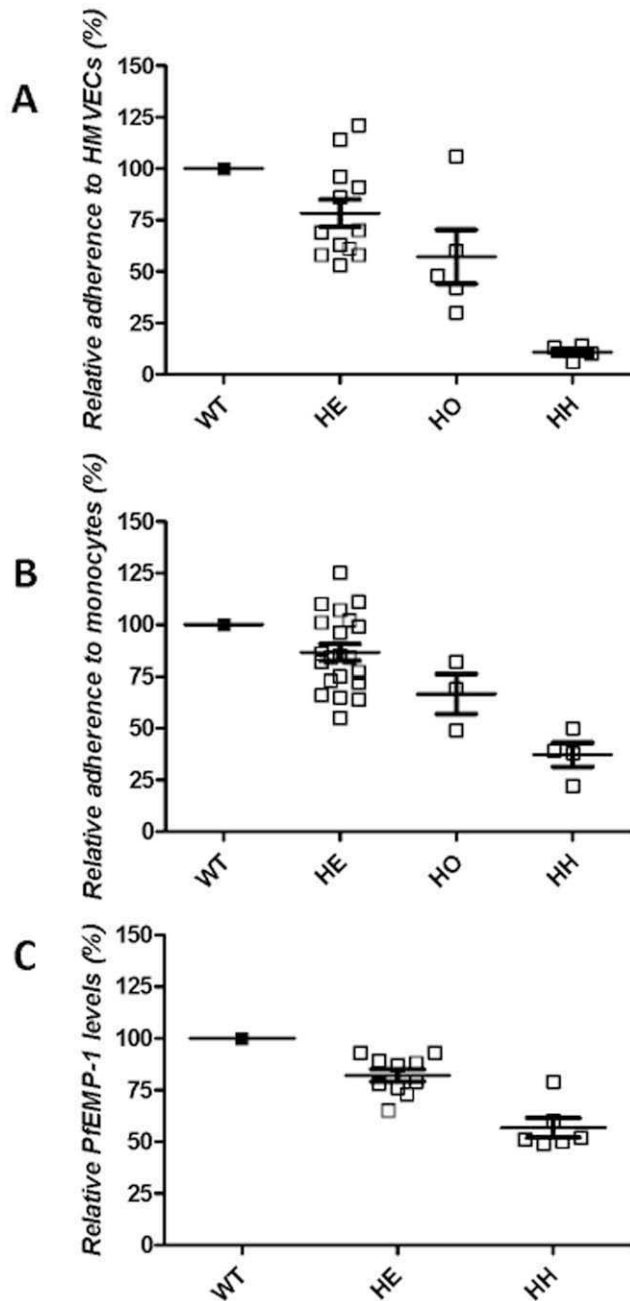 A
Relative adherence to HMVECs (%)
150
125
100
75
50
25
0
WT
HE
HO
HH
B
Relative adherence to monocytes (%)
150
125
100
75
50
25
0
WT
HE
HO
HH
C
Relative PfEMP-1 levels (%)
150
125
100
75
50
25
0
WT
HE
HH